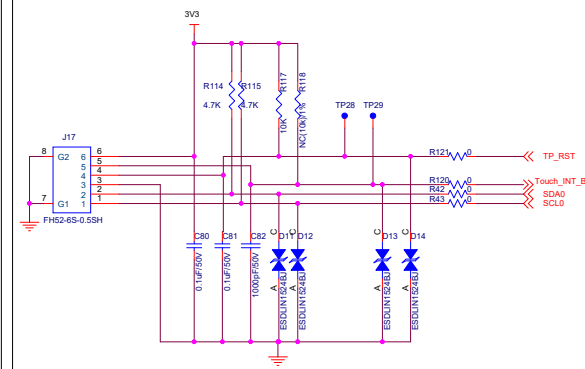 3V3
R114
R115
R117
R118
4.7K
4.7K
10K
NC(10k)/1%
TP28
TP29
J17
8
G2
6
6
5
5
4
4
3
3
2
2
7
G1
1
1
FH52-6S-0.5SH
R121
0
TP_RST
R120
0
Touch_INT_B
R42
0
SDA0
R43
0
SCL0
C80
C81
C82
0.1uF/50V
0.1uF/50V
1000pF/50V
C
D11
C
D12
C
D13
C
D14
A
A
A
A
ESDLIN1524BJ
ESDLIN1524BJ
ESDLIN1524BJ
ESDLIN1524BJ